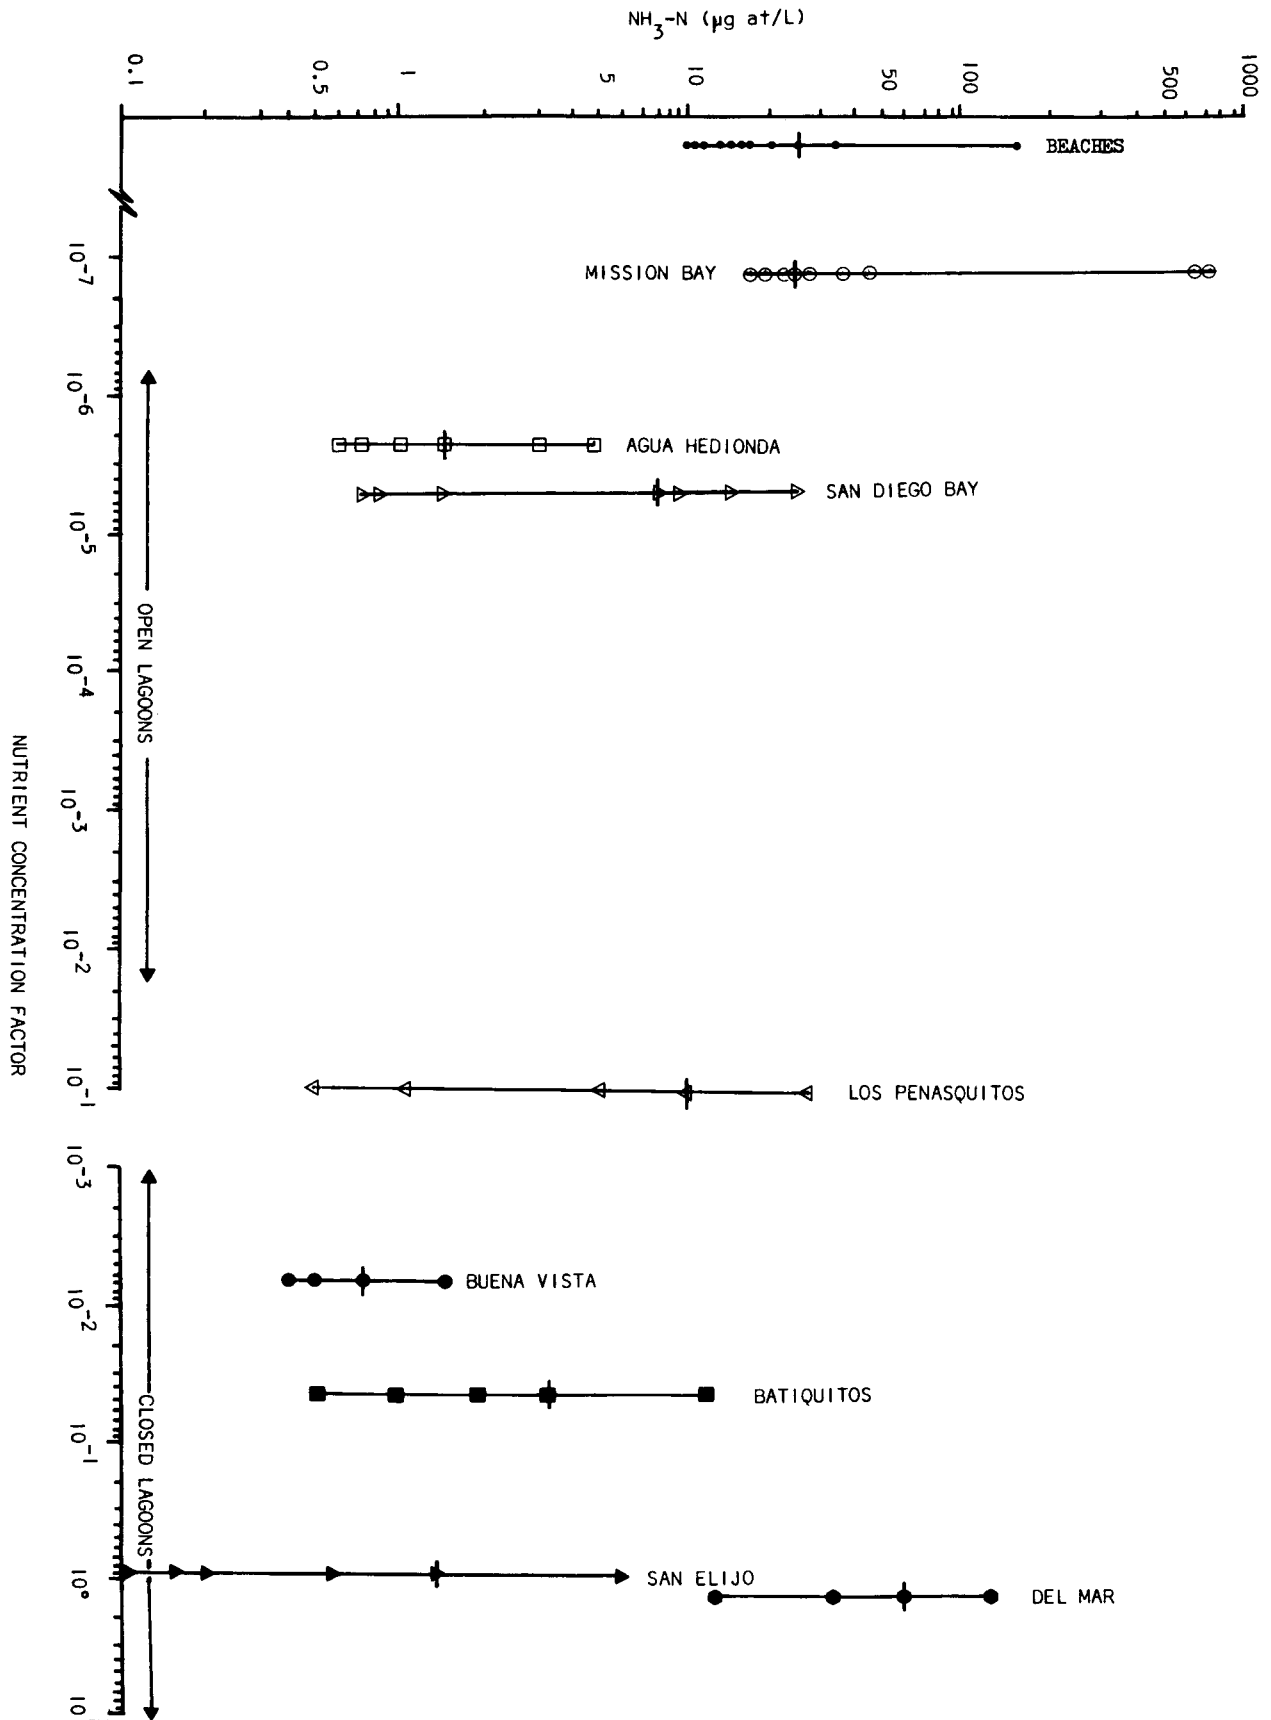 NH3-N (µg at/L)
0.1
0.5
1
5
10
50
100
500
1000
BEACHES
10-7
MISSION BAY
10-6
AGUA HEDIONDA
SAN DIEGO BAY
10-5
OPEN LAGOONS
10-4
10-3
10-2
10-1
LOS PENASQUITOS
NUTRIENT CONCENTRATION FACTOR
10-3
BUENA VISTA
10-2
BATIQUITOS
10-1
CLOSED LAGOONS
SAN ELIJO
10°
DEL MAR
10